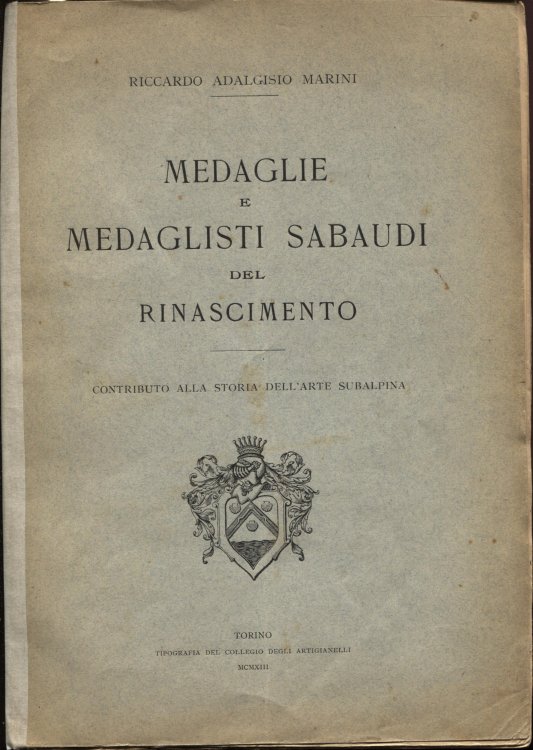 RICCARDO ADALGISIO MARINI
MEDAGLIE
E
MEDAGLISTI SABAUDI
DEL
RINASCIMENTO
CONTRIBUTO ALLA STORIA DELL'ARTE SUBALPINA
TORINO
TIPOGRAFIA DEL COLLEGIO DEGLI ARTIGIANELLI
MCMXIII